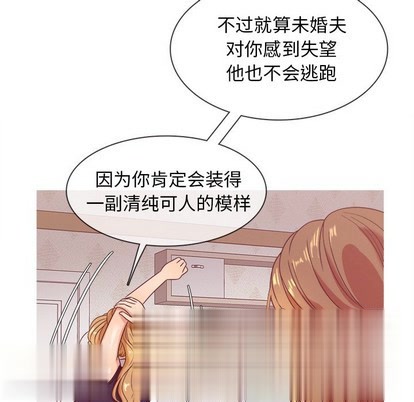 不过就算未婚夫
对你感到失望
他也不会逃跑
因为你肯定会装得
一副清纯可人的模样